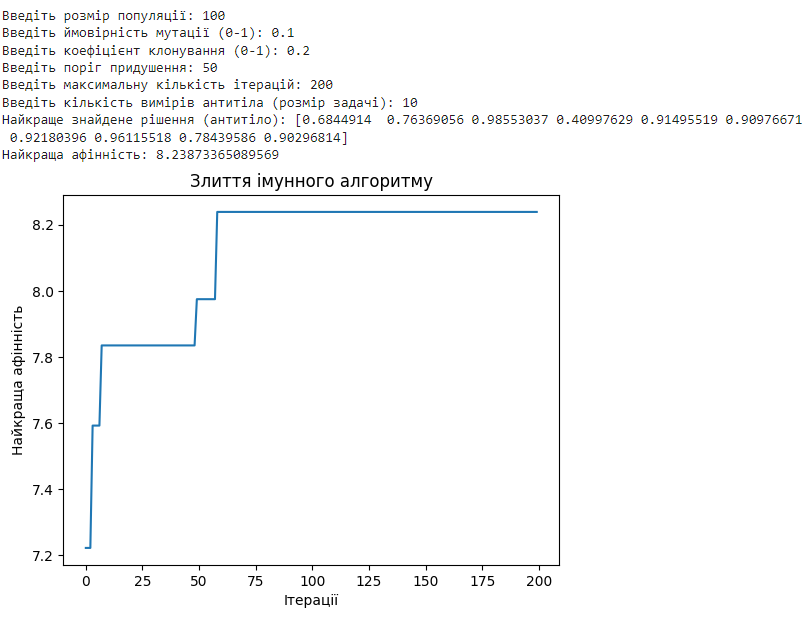 Введіть розмір популяції: 100
Введіть ймовірність мутації (0-1): 0.1
Введіть коефіцієнт клонування (0-1): 0.2
Введіть поріг придушення: 50
Введіть максимальну кількість ітерацій: 200
Введіть кількість вимірів антитіла (розмір задачі): 10
Найкраще знайдене рішення (антитіло): [0.6844914  0.76369056 0.98553037 0.40997629 0.91495519 0.90976671
 0.92180396 0.96115518 0.78439586 0.90296814]
Найкраща афінність: 8.23873365089569
Злиття імунного алгоритму
Найкраща афінність
8.2
8.0
7.8
7.6
7.4
7.2
0 25 50 75 100 125 150 175 200
Ітерації